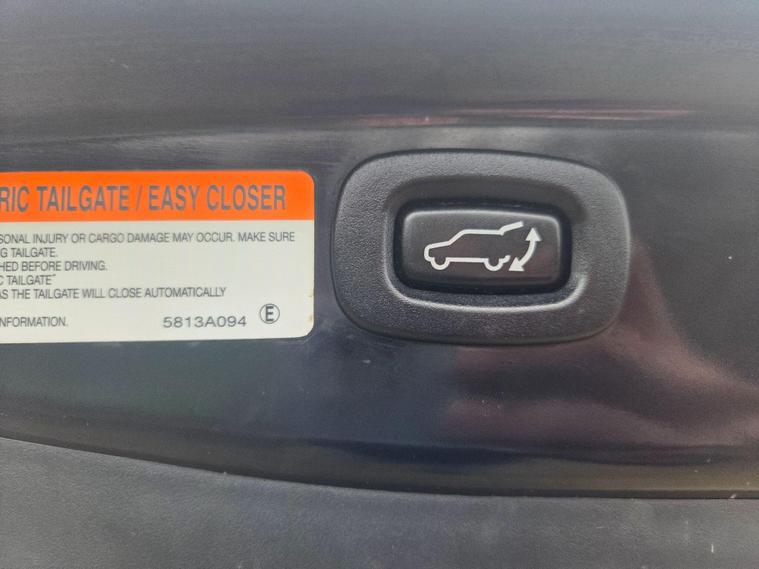 RIC TAILGATE / EASY CLOSER
SONAL INJURY OR CARGO DAMAGE MAY OCCUR. MAKE SURE
G TAILGATE.
HED BEFORE DRIVING.
C TAILGATE"
AS THE TAILGATE WILL CLOSE AUTOMATICALLY
NFORMATION.
5813A094 E